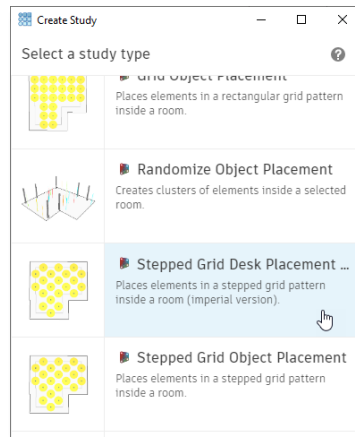 Create Study
Select a study type
Grid Object Placement
Places elements in a rectangular grid pattern
inside a room.
Randomize Object Placement
Creates clusters of elements inside a selected
room.
Stepped Grid Desk Placement ...
Places elements in a stepped grid pattern
inside a room (imperial version).
Stepped Grid Object Placement
Places elements in a stepped grid pattern
inside a room.